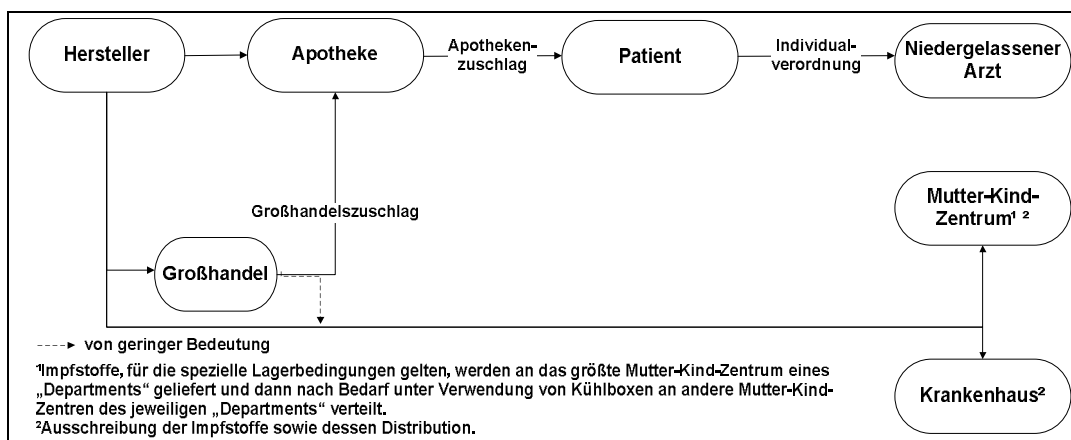 Hersteller
Apotheke
Apotheken-
zuschlag
Patient
Individual-
verordnung
Niedergelassener
Arzt
Großhandelszuschlag
Mutter-Kind-
Zentrum¹ ²
Großhandel
von geringer Bedeutung
¹Impfstoffe, für die spezielle Lagerbedingungen gelten, werden an das größte Mutter-Kind-Zentrum eines
„Departments“ geliefert und dann nach Bedarf unter Verwendung von Kühlboxen an andere Mutter-Kind-
Zentren des jeweiligen „Departments“ verteilt.
²Ausschreibung der Impfstoffe sowie dessen Distribution.
Krankenhaus²